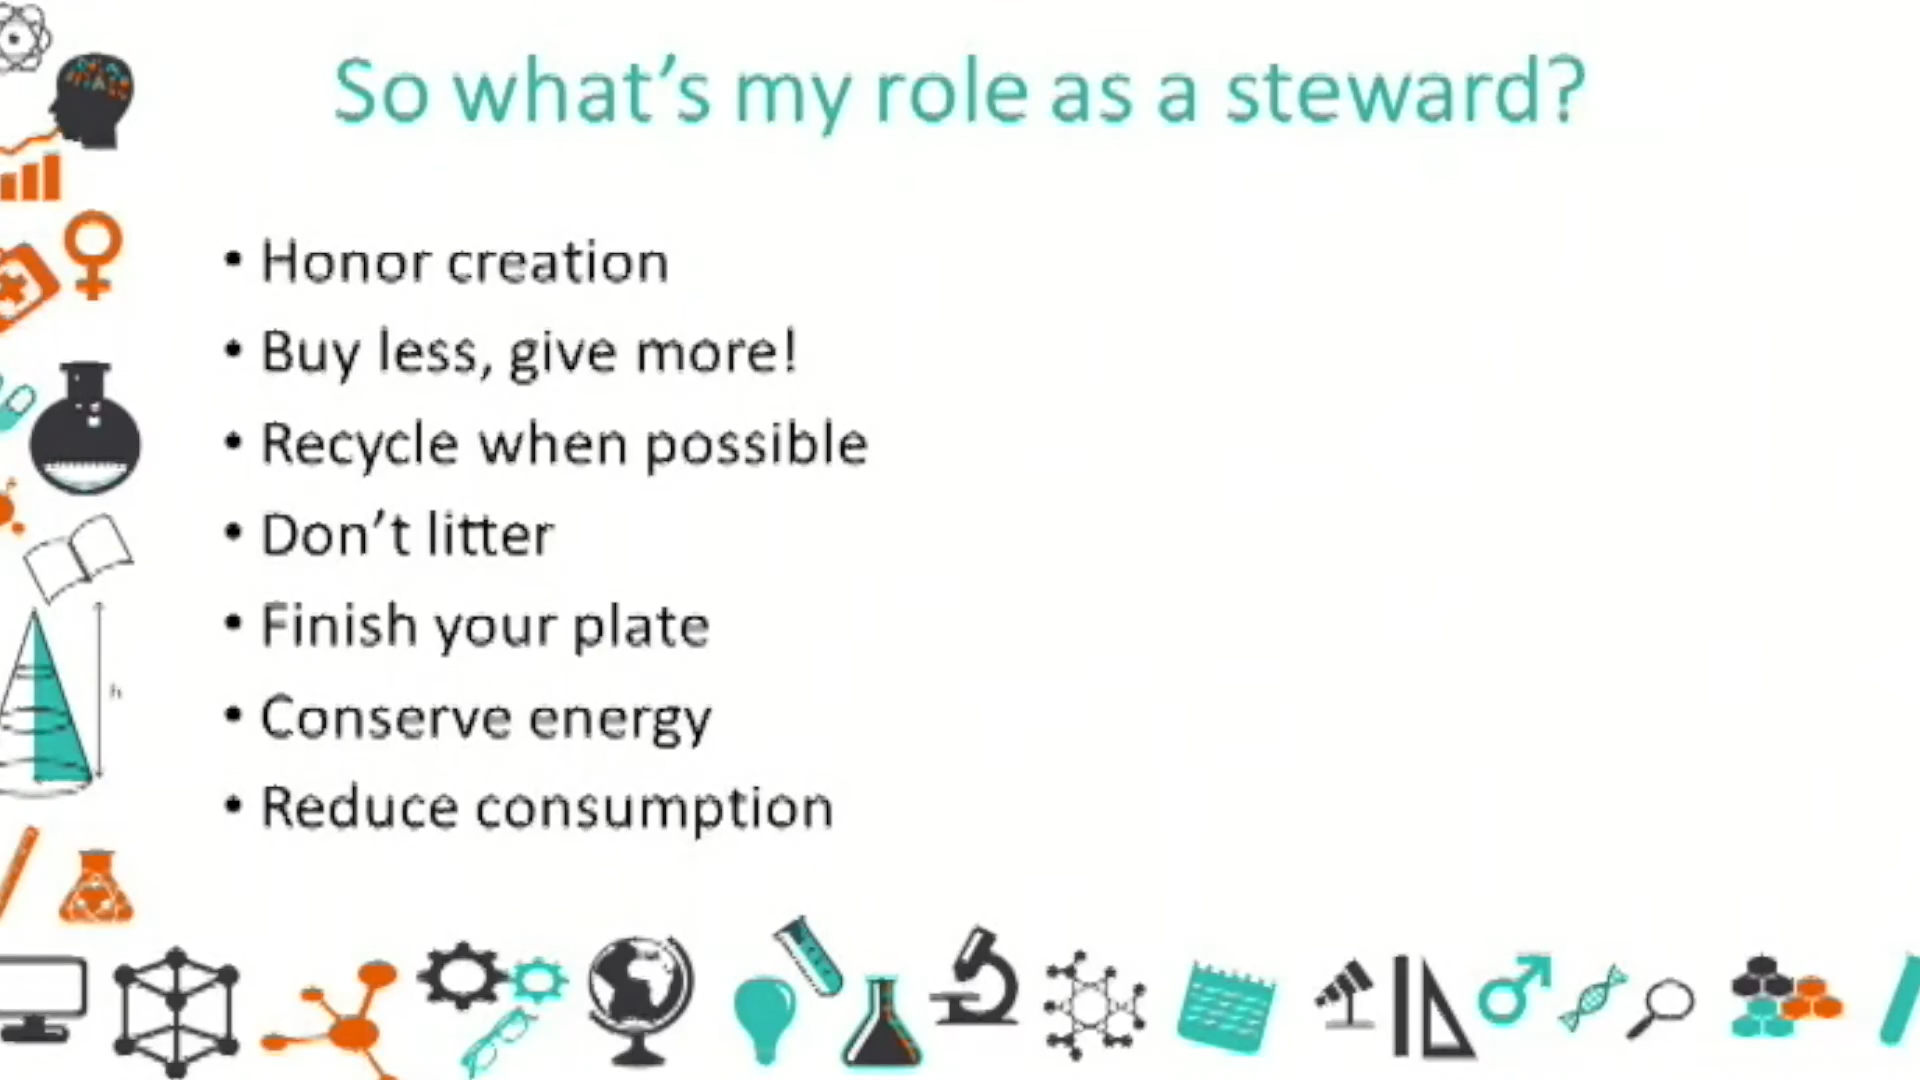 So what's my role as a steward?
• Honor creation
• Buy less, give more!
• Recycle when possible
• Don't litter
• Finish your plate
• Conserve energy
• Reduce consumption
h